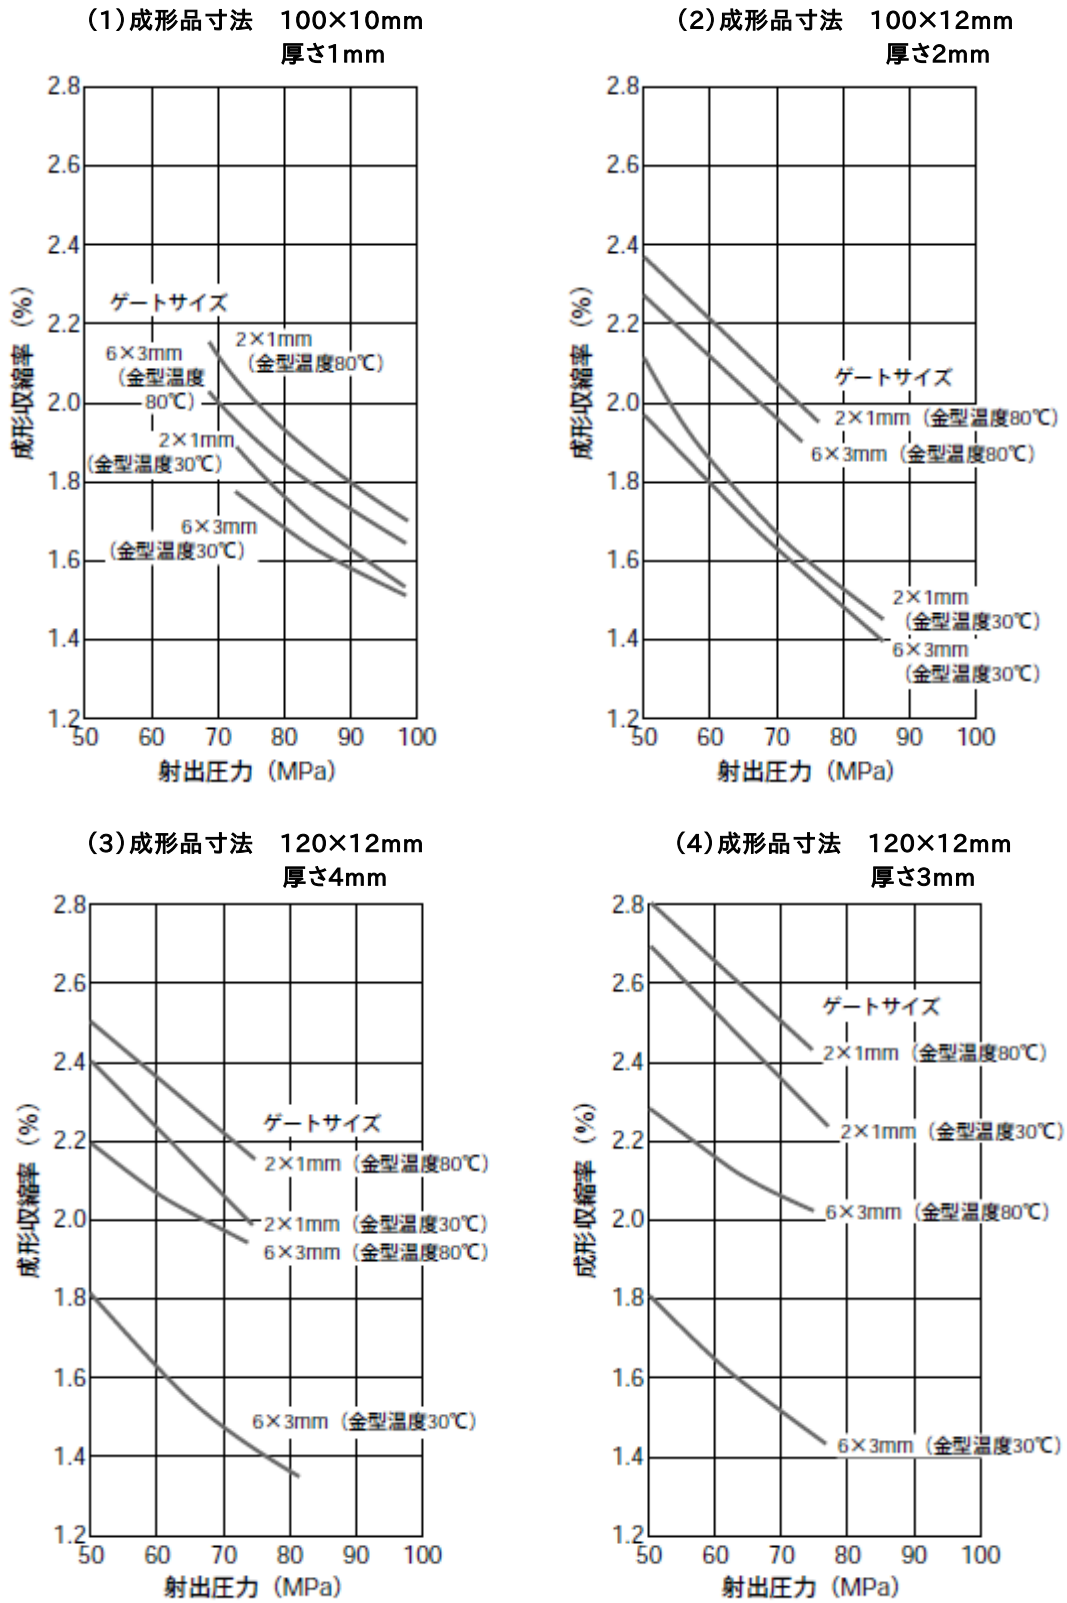 (1)成形品寸法　100×10mm
厚さ1mm
2.8
2.6
2.4
2.2
2.0
1.8
1.6
1.4
1.2
成形収縮率（%）
ゲートサイズ
2×1mm
（金型温度80℃）
6×3mm
（金型温度
80℃）
2×1mm
（金型温度30℃）
6×3mm
（金型温度30℃）
50 60 70 80 90 100
射出圧力（MPa）
(2)成形品寸法　100×12mm
厚さ2mm
2.8
2.6
2.4
2.2
2.0
1.8
1.6
1.4
1.2
成形収縮率（%）
ゲートサイズ
2×1mm（金型温度80℃）
6×3mm（金型温度80℃）
2×1mm
（金型温度30℃）
6×3mm
（金型温度30℃）
50 60 70 80 90 100
射出圧力（MPa）
(3)成形品寸法　120×12mm
厚さ4mm
2.8
2.6
2.4
2.2
2.0
1.8
1.6
1.4
1.2
成形収縮率（%）
ゲートサイズ
2×1mm（金型温度80℃）
2×1mm（金型温度30℃）
6×3mm（金型温度80℃）
6×3mm（金型温度30℃）
50 60 70 80 90 100
射出圧力（MPa）
(4)成形品寸法　120×12mm
厚さ3mm
2.8
2.6
2.4
2.2
2.0
1.8
1.6
1.4
1.2
成形収縮率（%）
ゲートサイズ
2×1mm（金型温度80℃）
2×1mm（金型温度30℃）
6×3mm（金型温度80℃）
6×3mm（金型温度30℃）
50 60 70 80 90 100
射出圧力（MPa）